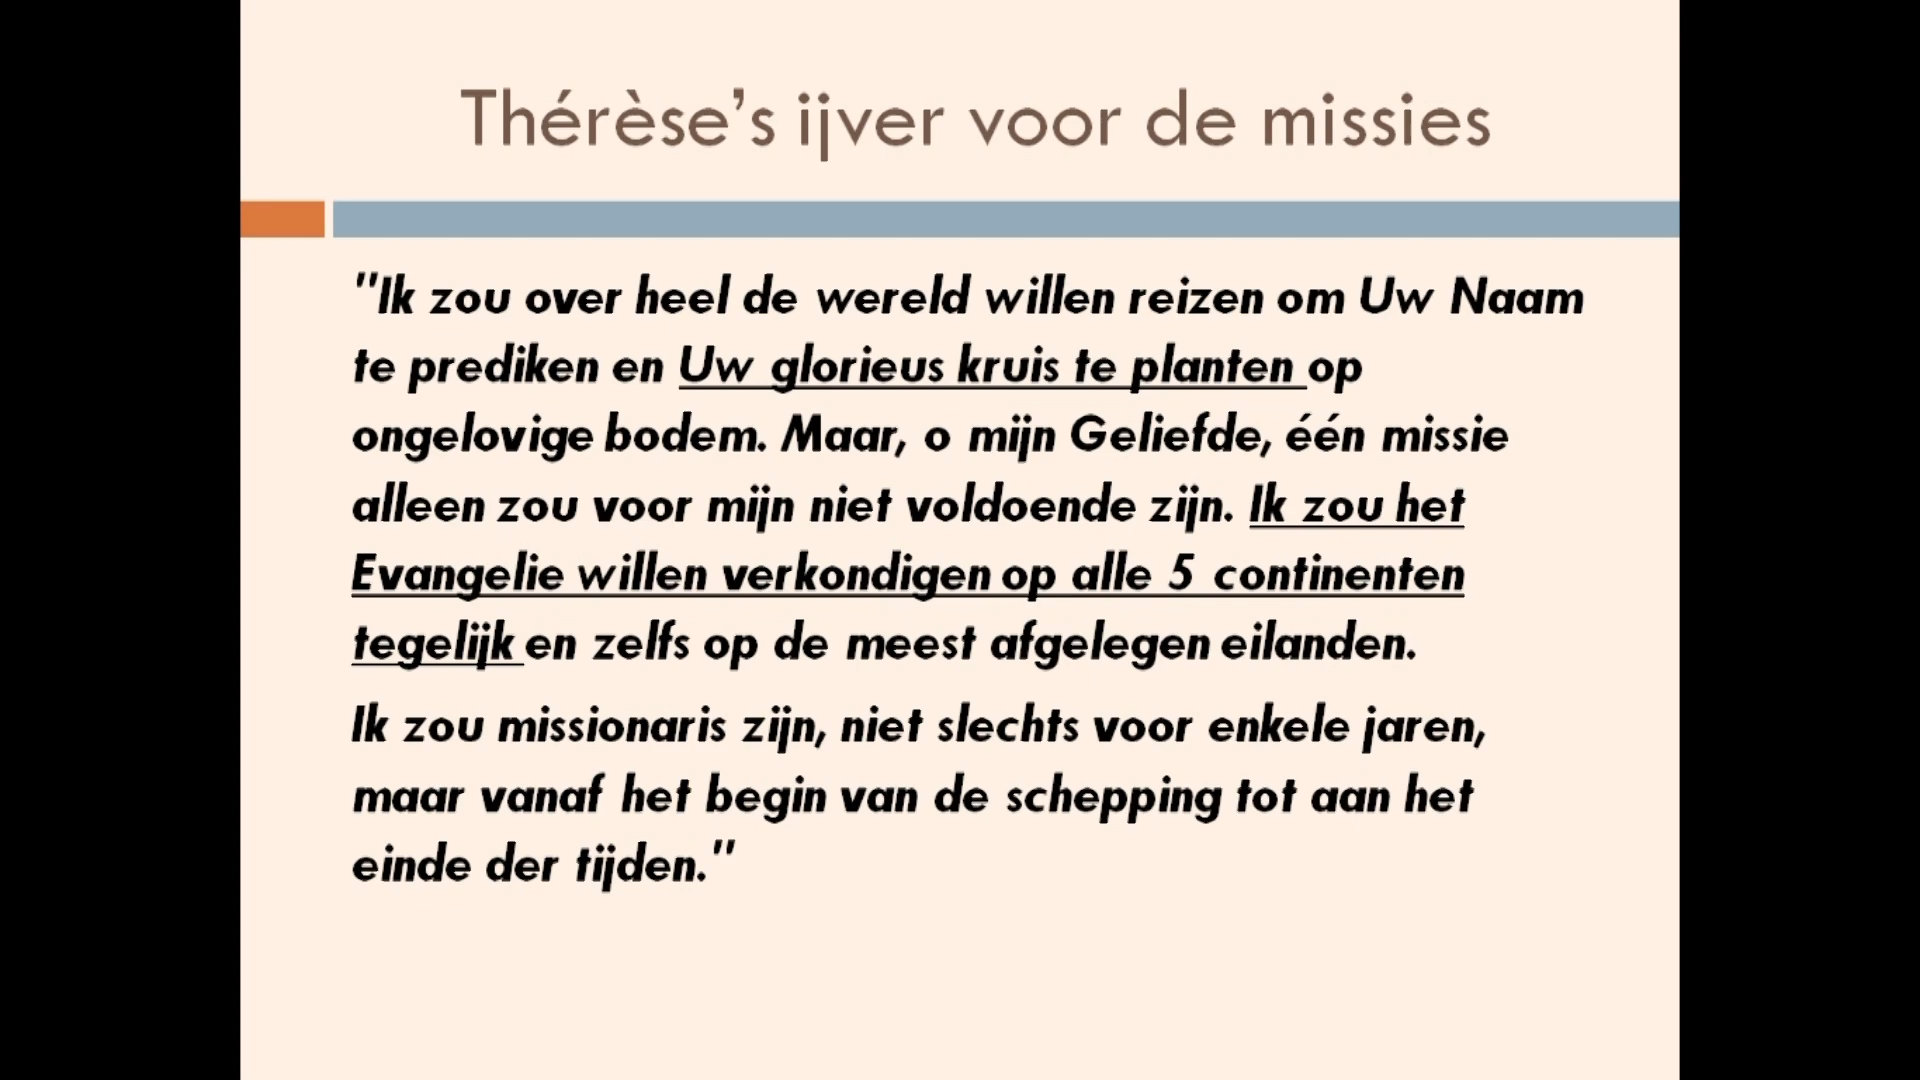 Thérèse’s ijver voor de missies
"Ik zou over heel de wereld willen reizen om Uw Naam
te prediken en Uw glorieus kruis te planten op
ongelovige bodem. Maar, o mijn Geliefde, één missie
alleen zou voor mijn niet voldoende zijn. Ik zou het
Evangelie willen verkondigen op alle 5 continenten
tegelijk en zelfs op de meest afgelegen eilanden.
Ik zou missionaris zijn, niet slechts voor enkele jaren,
maar vanaf het begin van de schepping tot aan het
einde der tijden."